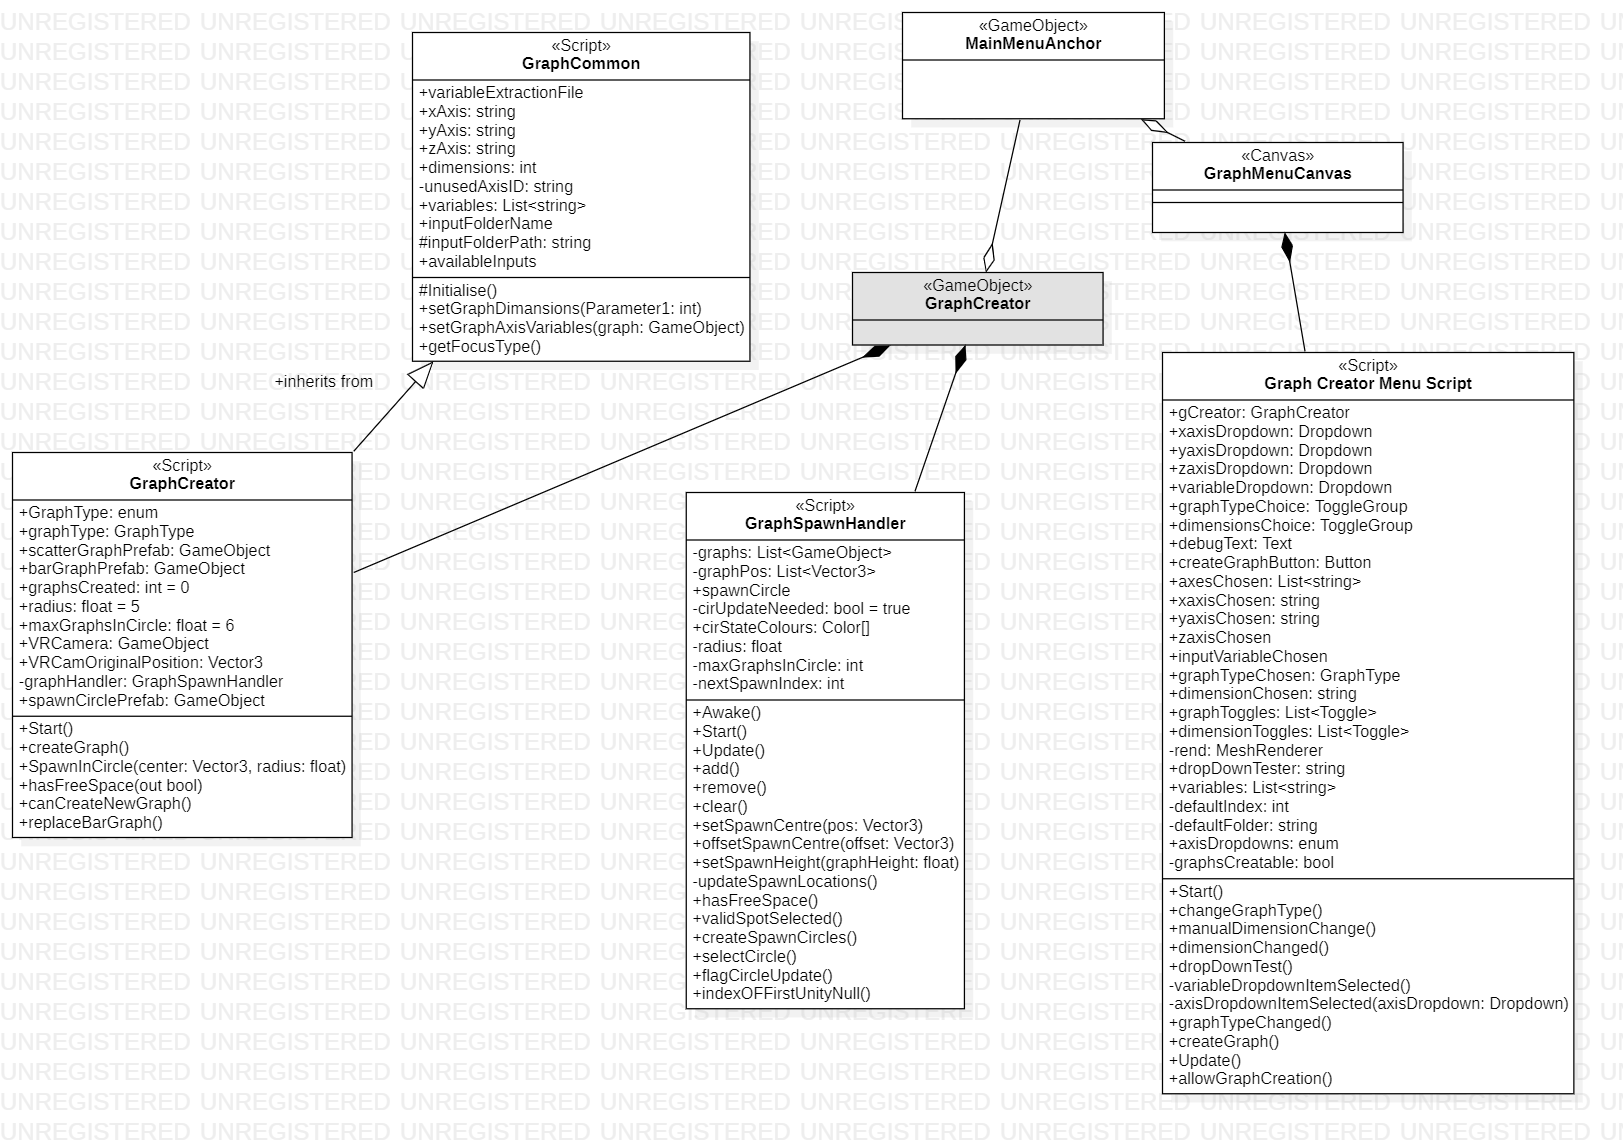 «Script»
GraphCommon
+variableExtractionFile
+xAxis: string
+yAxis: string
+zAxis: string
+dimensions: int
-unusedAxisID: string
+variables: List<string>
+inputFolderName
#inputFolderPath: string
+availableInputs
#Initialise()
+setGraphDimansions(Parameter1: int)
+setGraphAxisVariables(graph: GameObject)
+getFocusType()
«GameObject»
MainMenuAnchor
«Canvas»
GraphMenuCanvas
«GameObject»
GraphCreator
+inherits from
«Script»
GraphCreator
+GraphType: enum
+graphType: GraphType
+scatterGraphPrefab: GameObject
+barGraphPrefab: GameObject
+graphsCreated: int = 0
+radius: float = 5
+maxGraphsInCircle: float = 6
+VRCamera: GameObject
+VRCamOriginalPosition: Vector3
-graphHandler: GraphSpawnHandler
+spawnCirclePrefab: GameObject
+Start()
+createGraph()
+SpawnInCircle(center: Vector3, radius: float)
+hasFreeSpace(out bool)
+canCreateNewGraph()
+replaceBarGraph()
«Script»
GraphSpawnHandler
-graphs: List<GameObject>
-graphPos: List<Vector3>
+spawnCircle
-cirUpdateNeeded: bool = true
+cirStateColours: Color[]
-radius: float
-maxGraphsInCircle: int
-nextSpawnIndex: int
+Awake()
+Start()
+Update()
+add()
+remove()
+clear()
+setSpawnCentre(pos: Vector3)
+offsetSpawnCentre(offset: Vector3)
+setSpawnHeight(graphHeight: float)
-updateSpawnLocations()
+hasFreeSpace()
+validSpotSelected()
+createSpawnCircles()
+selectCircle()
+flagCircleUpdate()
+indexOFFirstUnityNull()
«Script»
Graph Creator Menu Script
+gCreator: GraphCreator
+xaxisDropdown: Dropdown
+yaxisDropdown: Dropdown
+zaxisDropdown: Dropdown
+variableDropdown: Dropdown
+graphTypeChoice: ToggleGroup
+dimensionsChoice: ToggleGroup
+debugText: Text
+createGraphButton: Button
+axesChosen: List<string>
+xaxisChosen: string
+yaxisChosen: string
+zaxisChosen
+inputVariableChosen
+graphTypeChosen: GraphType
+dimensionChosen: string
+graphToggles: List<Toggle>
+dimensionToggles: List<Toggle>
-rend: MeshRenderer
+dropDownTester: string
+variables: List<string>
-defaultIndex: int
-defaultFolder: string
+axisDropdowns: enum
-graphsCreatable: bool
+Start()
+changeGraphType()
+manualDimensionChange()
+dimensionChanged()
+dropDownTest()
-variableDropdownItemSelected()
-axisDropdownItemSelected(axisDropdown: Dropdown)
+graphTypeChanged()
+createGraph()
+Update()
+allowGraphCreation()
UNREGISTERED